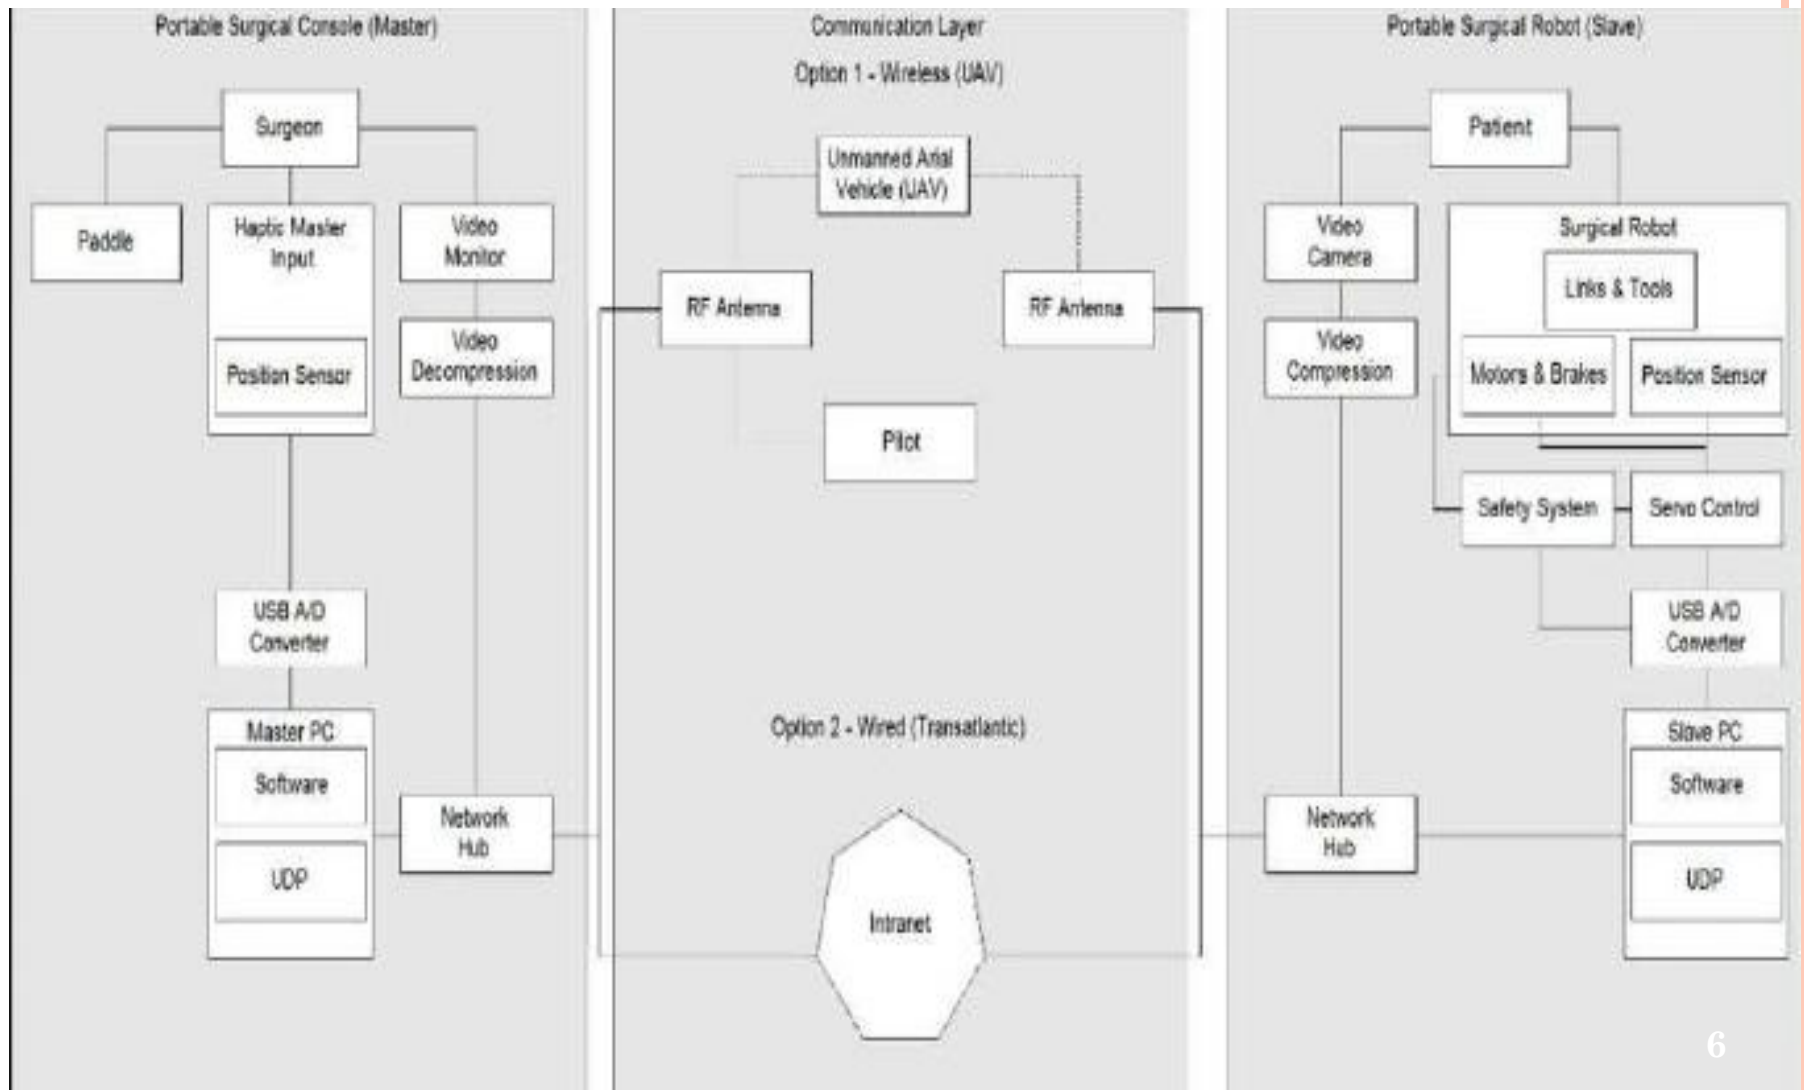 Portable Surgical Console (Master)
Surgeon
Paddle
Haptic Master
Input
Position Sensor
Video
Monitor
Video
Decompression
USB A/D
Converter
Master PC
Software
UDP
Network
Hub
Communication Layer
Option 1 - Wireless (UAV)
Unmanned Arial
Vehicle (UAV)
RF Antenna
RF Antenna
Pilot
Option 2 - Wired (Transatlantic)
Intranet
Portable Surgical Robot (Slave)
Patient
Video
Camera
Video
Compression
Surgical Robot
Links & Tools
Motors & Brakes
Position Sensor
Safety System
Servo Control
USB A/D
Converter
Slave PC
Software
UDP
Network
Hub
6